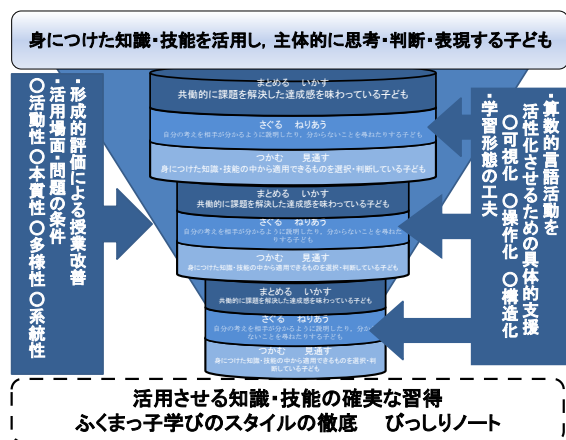 身につけた知識・技能を活用し，主体的に思考・判断・表現する子ども
・形成的評価による授業改善
・活用場面・問題の条件
○活動性○本質性○多様性○系統性
まとめる　いかす
共働的に課題を解決した達成感を味わっている子ども
さぐる　ねりあう
自分の考えを相手が分かるように説明したり，分からないことを尋ねたりする子ども
つかむ　見通す
身につけた知識・技能の中から適用できるものを選択・判断している子ども
まとめる　いかす
共働的に課題を解決した達成感を味わっている子ども
さぐる　ねりあう
自分の考えを相手が分かるように説明したり，分からないことを尋ねた
りする子ども
つかむ　見通す
身につけた知識・技能の中から適用できるものを選択・判断している子ども
まとめる　いかす
共働的に課題を解決した達成感を味わっている子ども
さぐる　ねりあう
自分の考えを相手が分かるように説明したり，分から
ないことを尋ねたりする子ども
つかむ　見通す
身につけた知識・技能の中から適用できるものを選択・判
断している子ども
・算数的言語活動を
活性化させるための具体的支援
○可視化　○操作化　○構造化
・学習形態の工夫
活用させる知識・技能の確実な習得
ふくまっ子学びのスタイルの徹底　びっしりノート